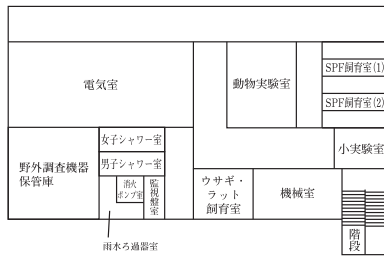 電気室
動物実験室
SPF飼育室(1)
SPF飼育室(2)
女子シャワー室
男子シャワー室
小実験室
野外調査機器
保管庫
消火
ポンプ室
監視盤室
ウサギ・
ラット
飼育室
機械室
階段
雨水ろ過器室